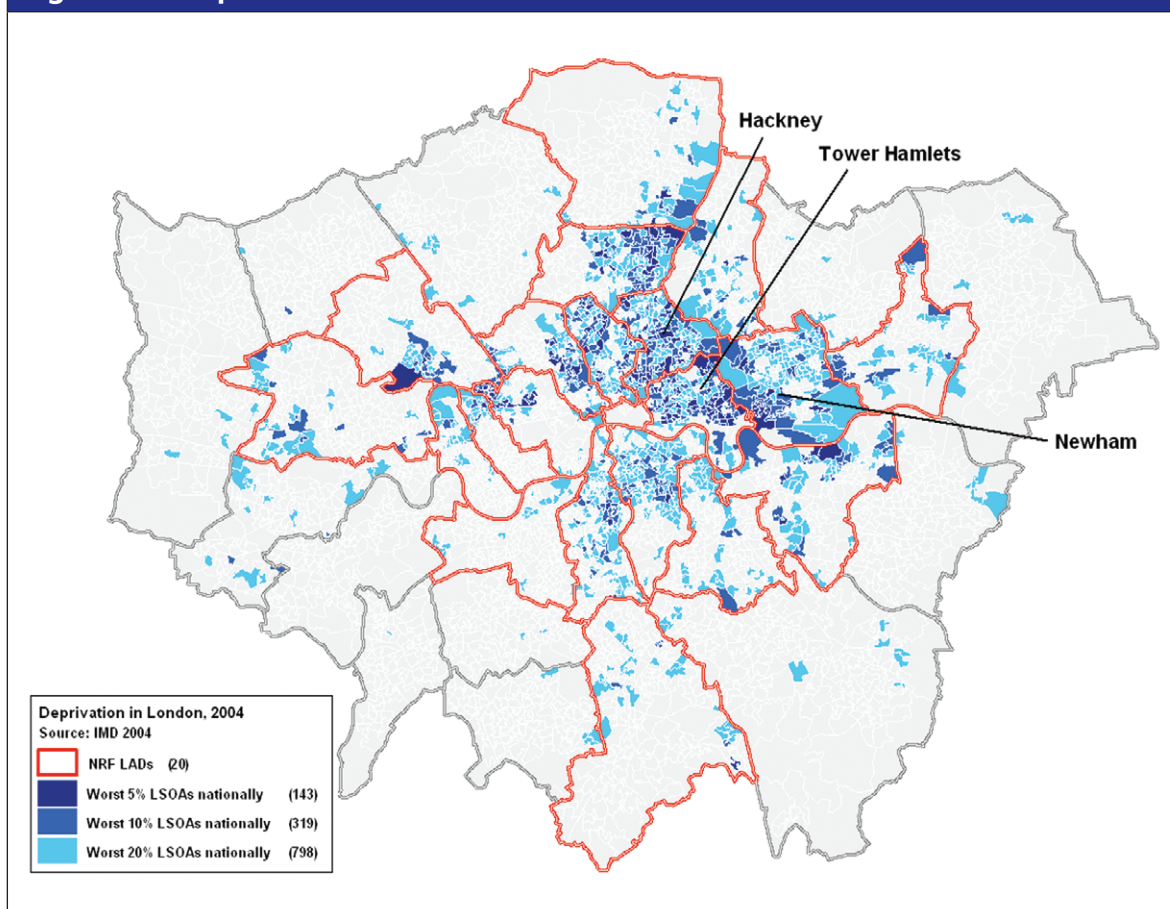 Hackney
Tower Hamlets
Newham
Deprivation in London, 2004
Source: IMD 2004
NRF LADs (20)
Worst 5% LSOAs nationally (143)
Worst 10% LSOAs nationally (319)
Worst 20% LSOAs nationally (798)